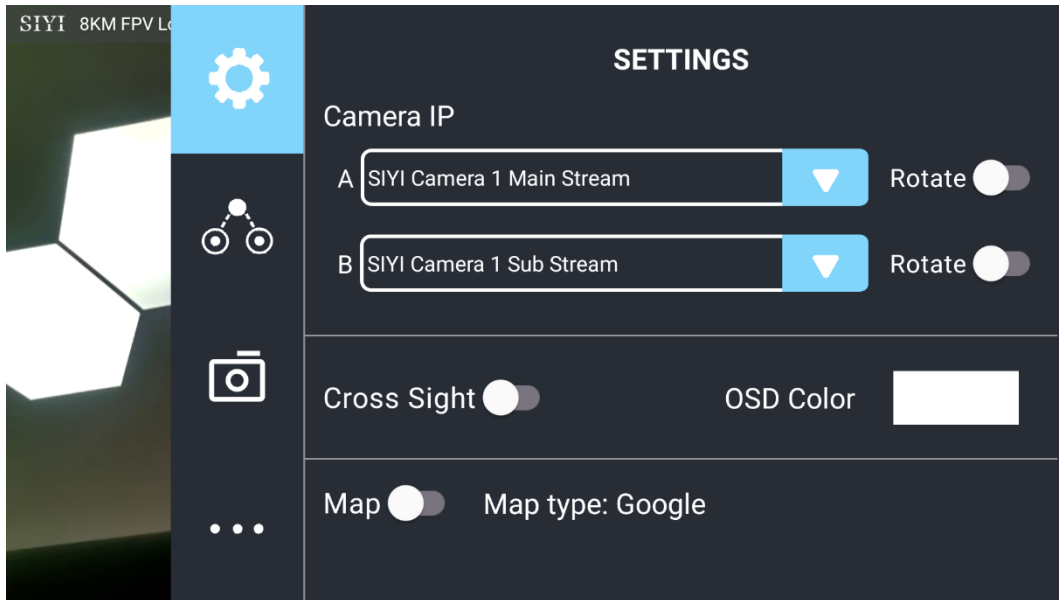 SIYI 8KM FPV
SETTINGS
Camera IP
A SIYI Camera 1 Main Stream Rotate
B SIYI Camera 1 Sub Stream Rotate
Cross Sight OSD Color
Map Map type: Google